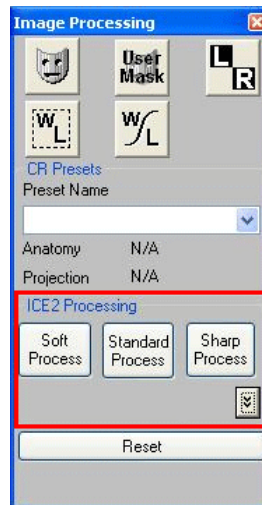 Image Processing
User
Mask
L
R
W
L
W
L
CR Presets
Preset Name
Anatomy N/A
Projection N/A
ICE2 Processing
Soft
Process
Standard
Process
Sharp
Process
Reset